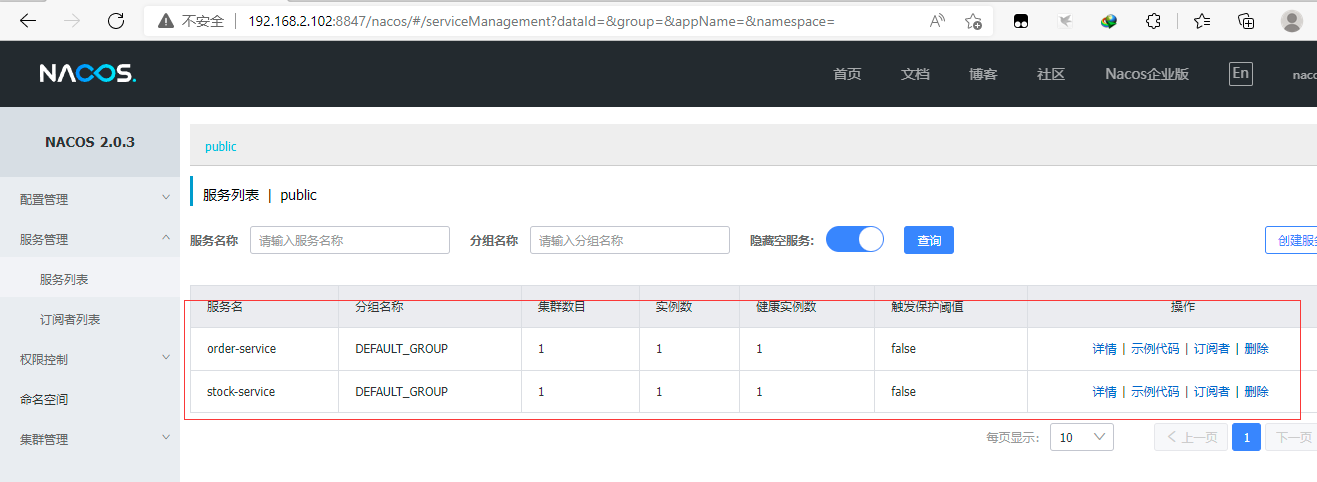 不安全 | 192.168.2.102:8847/nacos/#/serviceManagement?dataId=&group=&appName=&namespace=
NACOS.
首页 文档 博客 社区 Nacos企业版 En naco
NACOS 2.0.3
配置管理
服务管理
服务列表
订阅者列表
权限控制
命名空间
集群管理
public
服务列表 | public
服务名称 请输入服务名称 分组名称 请输入分组名称 隐藏空服务: 查询 创建服务
服务名 分组名称 集群数目 实例数 健康实例数 触发保护阈值 操作
order-service DEFAULT_GROUP 1 1 1 false 详情 | 示例代码 | 订阅者 | 删除
stock-service DEFAULT_GROUP 1 1 1 false 详情 | 示例代码 | 订阅者 | 删除
每页显示: 10 上一页 1 下一页